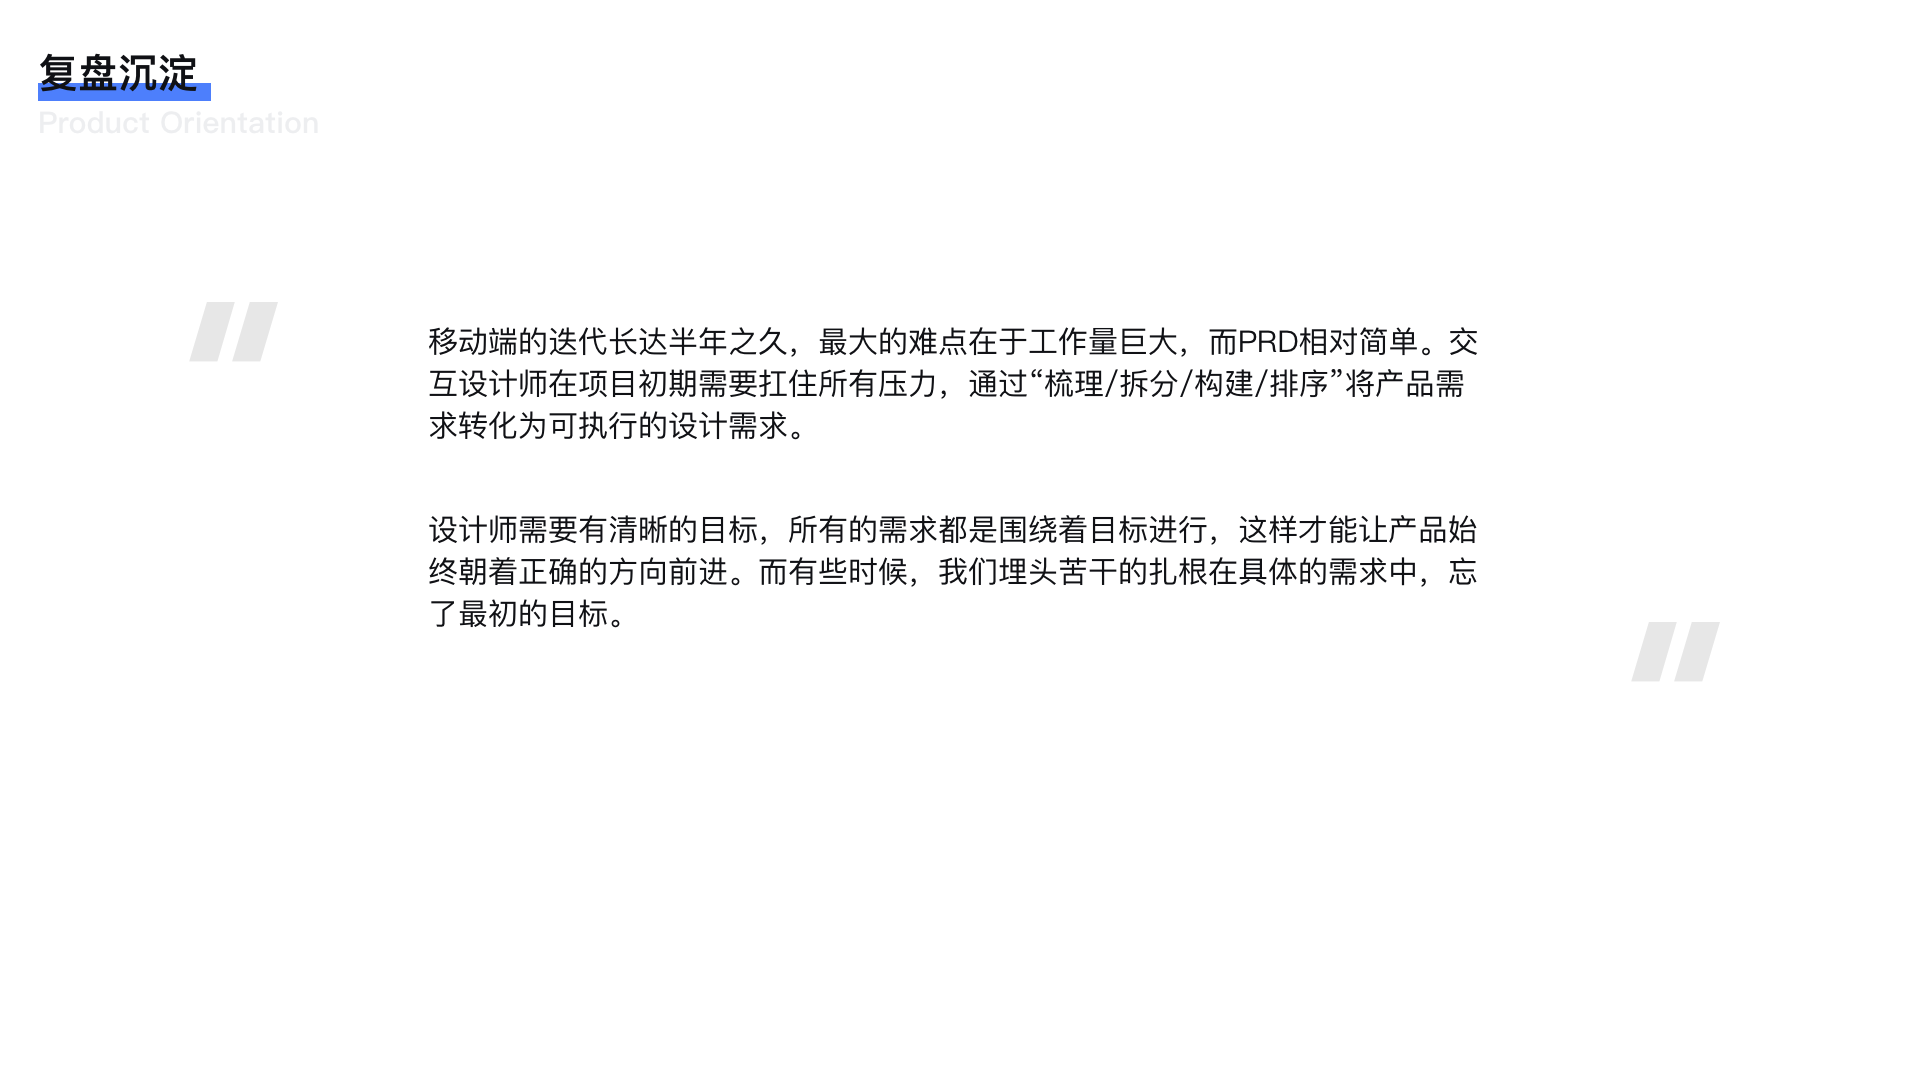 复盘沉淀
Product Orientation
移动端的迭代长达半年之久，最大的难点在于工作量巨大，而PRD相对简单。交
互设计师在项目初期需要扛住所有压力，通过“梳理/拆分/构建/排序”将产品需
求转化为可执行的设计需求。
设计师需要有清晰的目标，所有的需求都是围绕着目标进行，这样才能让产品始
终朝着正确的方向前进。而有些时候，我们埋头苦干的扎根在具体的需求中，忘
了最初的目标。